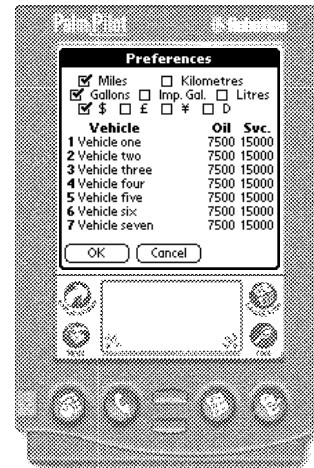 PalmPilot
U.S. Robotics
Preferences
Miles Kilometres
Gallons Imp. Gal. Litres
$ £ ¥ D
Vehicle Oil Svc.
1 Vehicle one 7500 15000
2 Vehicle two 7500 15000
3 Vehicle three 7500 15000
4 Vehicle four 7500 15000
5 Vehicle five 7500 15000
6 Vehicle six 7500 15000
7 Vehicle seven 7500 15000
OK Cancel